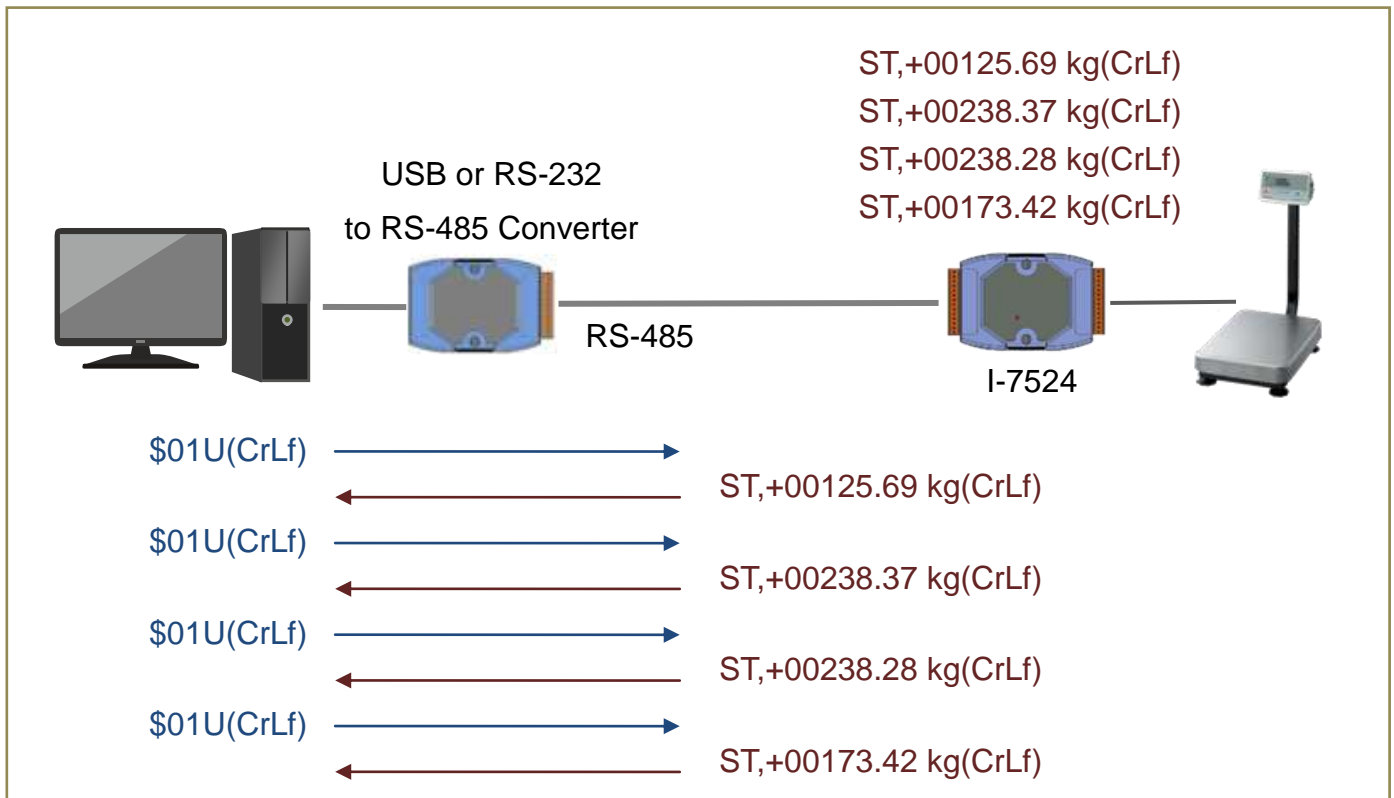 ST,+00125.69 kg(CrLf)
ST,+00238.37 kg(CrLf)
ST,+00238.28 kg(CrLf)
ST,+00173.42 kg(CrLf)
USB or RS-232
to RS-485 Converter
RS-485
I-7524
$01U(CrLf)
ST,+00125.69 kg(CrLf)
$01U(CrLf)
ST,+00238.37 kg(CrLf)
$01U(CrLf)
ST,+00238.28 kg(CrLf)
$01U(CrLf)
ST,+00173.42 kg(CrLf)